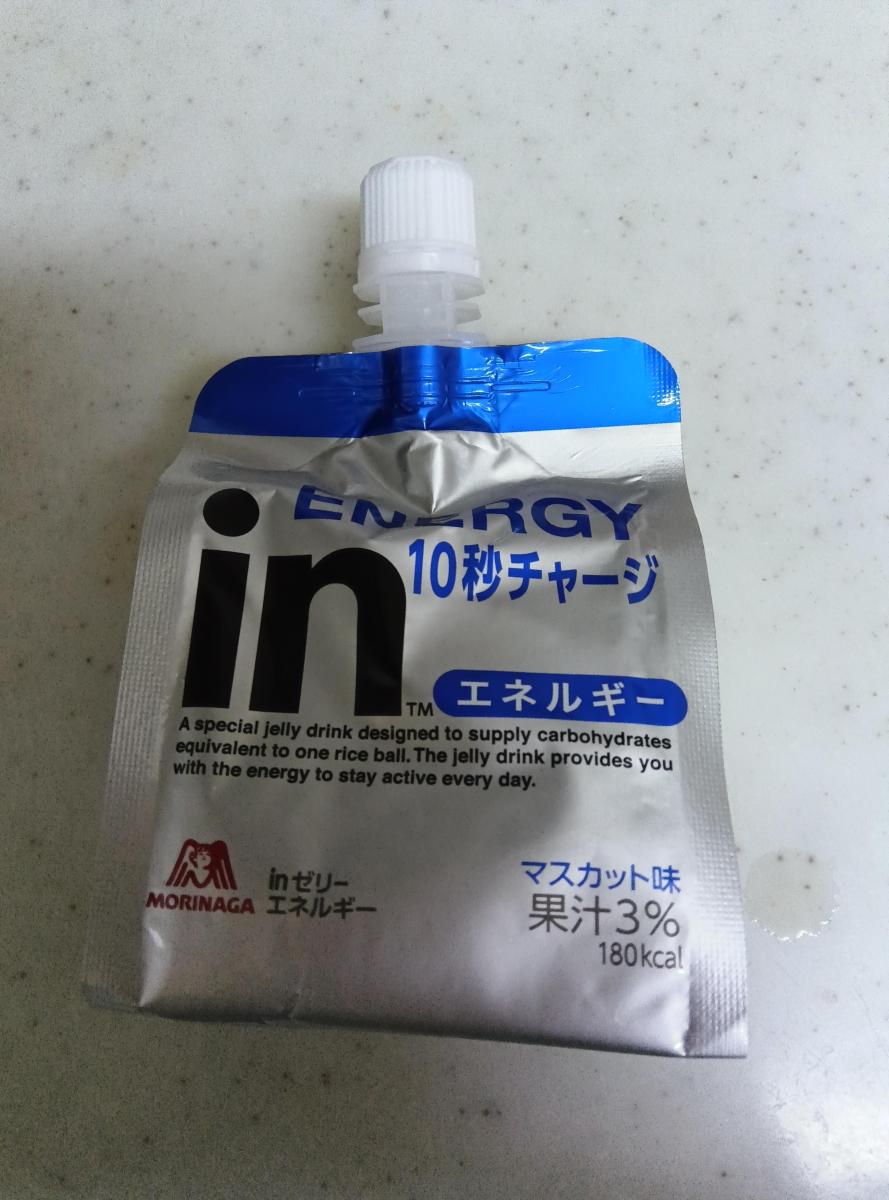 ENERGY
in
10秒チャージ
TM
エネルギー
A special jelly drink designed to supply carbohydrates
equivalent to one rice ball. The jelly drink provides you
with the energy to stay active every day.
MORINAGA
inゼリー
エネルギー
マスカット味
果汁3%
180kcal